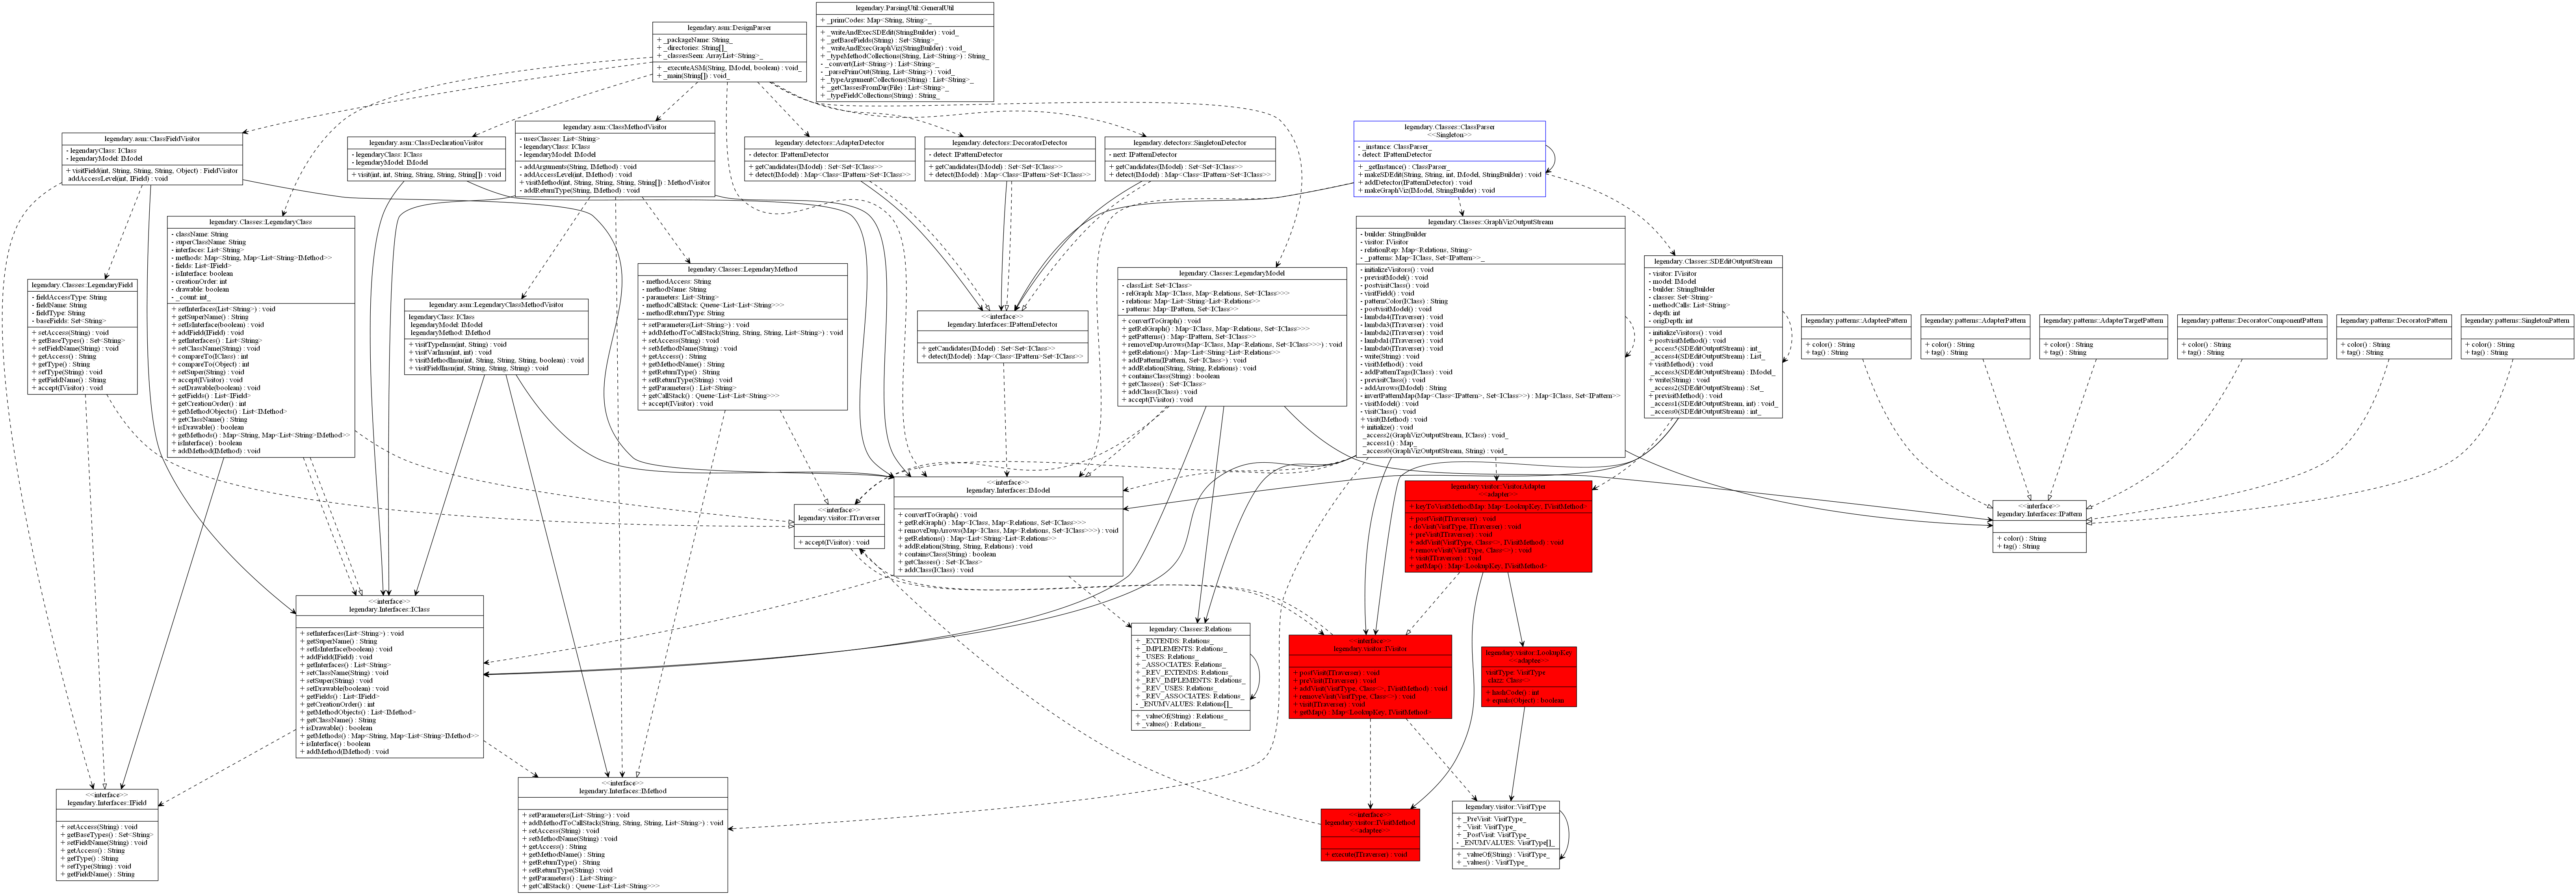 legendary.ParsingUtil::GeneralUtil
+ _primCodes: Map<String, String>_
+ _writeAndExecSDEdit(StringBuilder) : void_
+ _getBaseFields(String) : Set<String>_
+ _writeAndExecGraphViz(StringBuilder) : void_
+ _typeMethodCollections(String, List<String>) : String_
- _convert(List<String>) : List<String>_
- _parsePrimOut(String, List<String>) : void_
+ _typeArgumentCollections(String) : List<String>_
+ _getClassesFromDir(File) : List<String>_
+ _typeFieldCollections(String) : String_
legendary.asm::DesignParser
+ _packageName: String_
+ _directories: String[]_
+ _classesSeen: ArrayList<String>_
+ _executeASM(String, IModel, boolean) : void_
+ _main(String[]) : void_
legendary.asm::ClassFieldVisitor
- legendaryClass: IClass
- legendaryModel: IModel
+ visitField(int, String, String, String, Object) : FieldVisitor
addAccessLevel(int, IField) : void
legendary.asm::ClassDeclarationVisitor
- legendaryClass: IClass
- legendaryModel: IModel
+ visit(int, int, String, String, String, String[]) : void
legendary.asm::ClassMethodVisitor
- usesClasses: List<String>
- legendaryClass: IClass
- legendaryModel: IModel
- addArguments(String, IMethod) : void
- addAccessLevel(int, IMethod) : void
+ visitMethod(int, String, String, String, String[]) : MethodVisitor
- addReturnType(String, IMethod) : void
legendary.detectors::AdapterDetector
- detector: IPatternDetector
+ getCandidates(IModel) : Set<Set<IClass>>
+ detect(IModel) : Map<Class<IPattern>Set<IClass>>
legendary.detectors::DecoratorDetector
- detect: IPatternDetector
+ getCandidates(IModel) : Set<Set<IClass>>
+ detect(IModel) : Map<Class<IPattern>Set<IClass>>
legendary.detectors::SingletonDetector
- next: IPatternDetector
+ getCandidates(IModel) : Set<Set<IClass>>
+ detect(IModel) : Map<Class<IPattern>Set<IClass>>
legendary.Classes::ClassParser
<<Singleton>>
- _instance: ClassParser_
- detect: IPatternDetector
+ _getInstance() : ClassParser_
+ makeSDEdit(String, String, int, IModel, StringBuilder) : void
+ addDetector(IPatternDetector) : void
+ makeGraphViz(IModel, StringBuilder) : void
legendary.Classes::LegendaryClass
- className: String
- superClassName: String
- interfaces: List<String>
- methods: Map<String, Map<List<String>IMethod>>
- fields: List<IField>
- isInterface: boolean
- creationOrder: int
- drawable: boolean
- _count: int_
+ setInterfaces(List<String>) : void
+ getSuperName() : String
+ setIsInterface(boolean) : void
+ addField(IField) : void
+ getInterfaces() : List<String>
+ setClassName(String) : void
+ compareTo(IClass) : int
+ compareTo(Object) : int
+ setSuper(String) : void
+ accept(IVisitor) : void
+ setDrawable(boolean) : void
+ getFields() : List<IField>
+ getCreationOrder() : int
+ getMethodObjects() : List<IMethod>
+ getClassName() : String
+ isDrawable() : boolean
+ getMethods() : Map<String, Map<List<String>IMethod>>
+ isInterface() : boolean
+ addMethod(IMethod) : void
legendary.Classes::GraphVizOutputStream
- builder: StringBuilder
- visitor: IVisitor
- relationRep: Map<Relations, String>
- _patterns: Map<IClass, Set<IPattern>>_
- initializeVisitors() : void
- previsitModel() : void
- postvisitClass() : void
- visitField() : void
- patternColor(IClass) : String
- postvisitModel() : void
- lambda4(ITraverser) : void
- lambda3(ITraverser) : void
- lambda2(ITraverser) : void
- lambda1(ITraverser) : void
- lambda0(ITraverser) : void
- write(String) : void
- visitMethod() : void
- addPatternTags(IClass) : void
- previsitClass() : void
- addArrows(IModel) : String
- invertPatternMap(Map<Class<IPattern>, Set<IClass>>) : Map<IClass, Set<IPattern>>
- visitModel() : void
- visitClass() : void
+ visit(IMethod) : void
+ initialize() : void
_access2(GraphVizOutputStream, IClass) : void_
_access1() : Map_
_access0(GraphVizOutputStream, String) : void_
legendary.Classes::SDEditOutputStream
- visitor: IVisitor
- model: IModel
- builder: StringBuilder
- classes: Set<String>
- methodCalls: List<String>
- depth: int
- origDepth: int
- initializeVisitors() : void
+ postvisitMethod() : void
_access5(SDEditOutputStream) : int_
_access4(SDEditOutputStream) : List_
+ visitMethod() : void
_access3(SDEditOutputStream) : IModel_
+ write(String) : void
_access2(SDEditOutputStream) : Set_
+ previsitMethod() : void
_access1(SDEditOutputStream, int) : void_
_access0(SDEditOutputStream) : int_
legendary.Classes::LegendaryField
- fieldAccessType: String
- fieldName: String
- fieldType: String
- baseFields: Set<String>
+ setAccess(String) : void
+ getBaseTypes() : Set<String>
+ setFieldName(String) : void
+ getAccess() : String
+ getType() : String
+ setType(String) : void
+ getFieldName() : String
+ accept(IVisitor) : void
legendary.asm::LegendaryClassMethodVisitor
legendaryClass: IClass
legendaryModel: IModel
legendaryMethod: IMethod
+ visitTypeInsn(int, String) : void
+ visitVarInsn(int, int) : void
+ visitMethodInsn(int, String, String, String, boolean) : void
+ visitFieldInsn(int, String, String, String) : void
legendary.Classes::LegendaryMethod
- methodAccess: String
- methodName: String
- parameters: List<String>
- methodCallStack: Queue<List<List<String>>>
- methodReturnType: String
+ setParameters(List<String>) : void
+ addMethodToCallStack(String, String, String, List<String>) : void
+ setAccess(String) : void
+ setMethodName(String) : void
+ getAccess() : String
+ getMethodName() : String
+ getReturnType() : String
+ setReturnType(String) : void
+ getParameters() : List<String>
+ getCallStack() : Queue<List<List<String>>>
+ accept(IVisitor) : void
<<interface>>
legendary.Interfaces::IPatternDetector
+ getCandidates(IModel) : Set<Set<IClass>>
+ detect(IModel) : Map<Class<IPattern>Set<IClass>>
legendary.Classes::LegendaryModel
- classList: Set<IClass>
- relGraph: Map<IClass, Map<Relations, Set<IClass>>>
- relations: Map<List<String>List<Relations>>
- patterns: Map<IPattern, Set<IClass>>
+ convertToGraph() : void
+ getRelGraph() : Map<IClass, Map<Relations, Set<IClass>>>
+ getPatterns() : Map<IPattern, Set<IClass>>
+ removeDupArrows(Map<IClass, Map<Relations, Set<IClass>>>) : void
+ getRelations() : Map<List<String>List<Relations>>
+ addPattern(IPattern, Set<IClass>) : void
+ addRelation(String, String, Relations) : void
+ containsClass(String) : boolean
+ getClasses() : Set<IClass>
+ addClass(IClass) : void
+ accept(IVisitor) : void
legendary.patterns::AdapteePattern
+ color() : String
+ tag() : String
legendary.patterns::AdapterPattern
+ color() : String
+ tag() : String
legendary.patterns::AdapterTargetPattern
+ color() : String
+ tag() : String
legendary.patterns::DecoratorComponentPattern
+ color() : String
+ tag() : String
legendary.patterns::DecoratorPattern
+ color() : String
+ tag() : String
legendary.patterns::SingletonPattern
+ color() : String
+ tag() : String
<<interface>>
legendary.visitor::ITraverser
+ accept(IVisitor) : void
<<interface>>
legendary.Interfaces::IModel
+ convertToGraph() : void
+ getRelGraph() : Map<IClass, Map<Relations, Set<IClass>>>
+ removeDupArrows(Map<IClass, Map<Relations, Set<IClass>>>) : void
+ getRelations() : Map<List<String>List<Relations>>
+ addRelation(String, String, Relations) : void
+ containsClass(String) : boolean
+ getClasses() : Set<IClass>
+ addClass(IClass) : void
legendary.visitor::VisitorAdapter
<<adapter>>
+ keyToVisitMethodMap: Map<LookupKey, IVisitMethod>
+ postVisit(ITraverser) : void
- doVisit(VisitType, ITraverser) : void
+ preVisit(ITraverser) : void
+ addVisit(VisitType, Class<>, IVisitMethod) : void
+ removeVisit(VisitType, Class<>) : void
+ visit(ITraverser) : void
+ getMap() : Map<LookupKey, IVisitMethod>
<<interface>>
legendary.Interfaces::IPattern
+ color() : String
+ tag() : String
<<interface>>
legendary.Interfaces::IClass
+ setInterfaces(List<String>) : void
+ getSuperName() : String
+ setIsInterface(boolean) : void
+ addField(IField) : void
+ getInterfaces() : List<String>
+ setClassName(String) : void
+ setSuper(String) : void
+ setDrawable(boolean) : void
+ getFields() : List<IField>
+ getCreationOrder() : int
+ getMethodObjects() : List<IMethod>
+ getClassName() : String
+ isDrawable() : boolean
+ getMethods() : Map<String, Map<List<String>IMethod>>
+ isInterface() : boolean
+ addMethod(IMethod) : void
legendary.Classes::Relations
+ _EXTENDS: Relations_
+ _IMPLEMENTS: Relations_
+ _USES: Relations_
+ _ASSOCIATES: Relations_
+ _REV_EXTENDS: Relations_
+ _REV_IMPLEMENTS: Relations_
+ _REV_USES: Relations_
+ _REV_ASSOCIATES: Relations_
- _ENUMVALUES: Relations[]_
+ _valueOf(String) : Relations_
+ _values() : Relations_
<<interface>>
legendary.visitor::IVisitor
+ postVisit(ITraverser) : void
+ preVisit(ITraverser) : void
+ addVisit(VisitType, Class<>, IVisitMethod) : void
+ removeVisit(VisitType, Class<>) : void
+ visit(ITraverser) : void
+ getMap() : Map<LookupKey, IVisitMethod>
legendary.visitor::LookupKey
<<adaptee>>
visitType: VisitType
clazz: Class<>
+ hashCode() : int
+ equals(Object) : boolean
<<interface>>
legendary.Interfaces::IField
+ setAccess(String) : void
+ getBaseTypes() : Set<String>
+ setFieldName(String) : void
+ getAccess() : String
+ getType() : String
+ setType(String) : void
+ getFieldName() : String
<<interface>>
legendary.Interfaces::IMethod
+ setParameters(List<String>) : void
+ addMethodToCallStack(String, String, String, List<String>) : void
+ setAccess(String) : void
+ setMethodName(String) : void
+ getAccess() : String
+ getMethodName() : String
+ getReturnType() : String
+ setReturnType(String) : void
+ getParameters() : List<String>
+ getCallStack() : Queue<List<List<String>>>
<<interface>>
legendary.visitor::IVisitMethod
<<adaptee>>
+ execute(ITraverser) : void
legendary.visitor::VisitType
+ _PreVisit: VisitType_
+ _Visit: VisitType_
+ _PostVisit: VisitType_
- _ENUMVALUES: VisitType[]_
+ _valueOf(String) : VisitType_
+ _values() : VisitType_